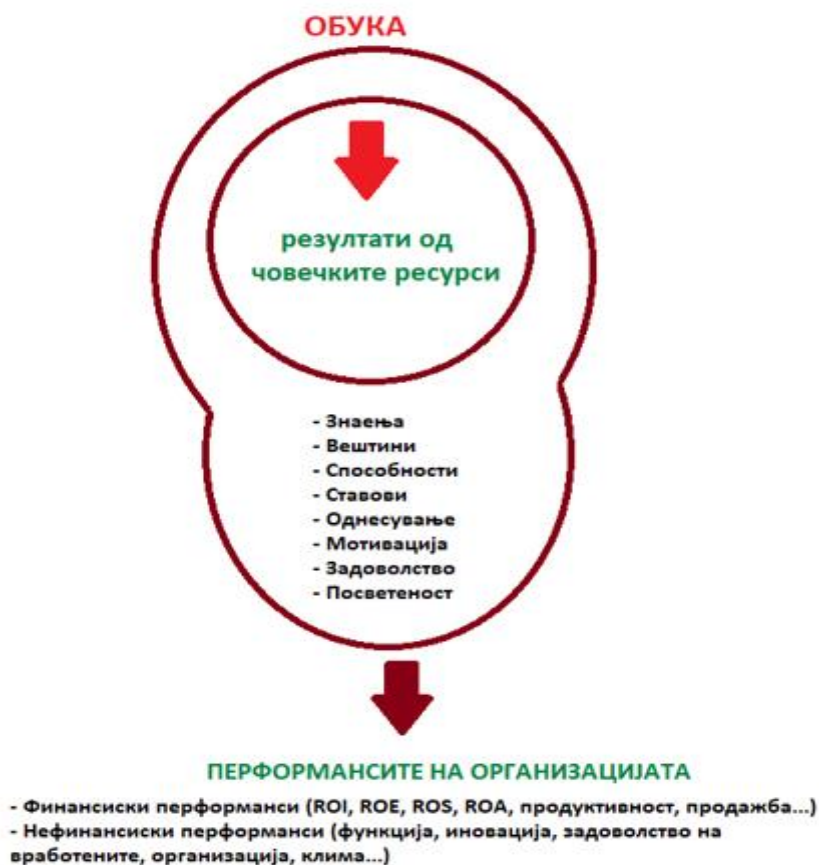 ОБУКА
резултати од
човечките ресурси
- Знаења
- Вештини
- Способности
- Ставови
- Однесување
- Мотивација
- Задоволство
- Посветеност
ПЕРФОРМАНСИТЕ НА ОРГАНИЗАЦИЈАТА
- Финансиски перформанси (ROI, ROE, ROS, ROA, продуктивност, продажба...)
- Нефинансиски перформанси (функција, иновација, задоволство на
вработените, организација, клима...)